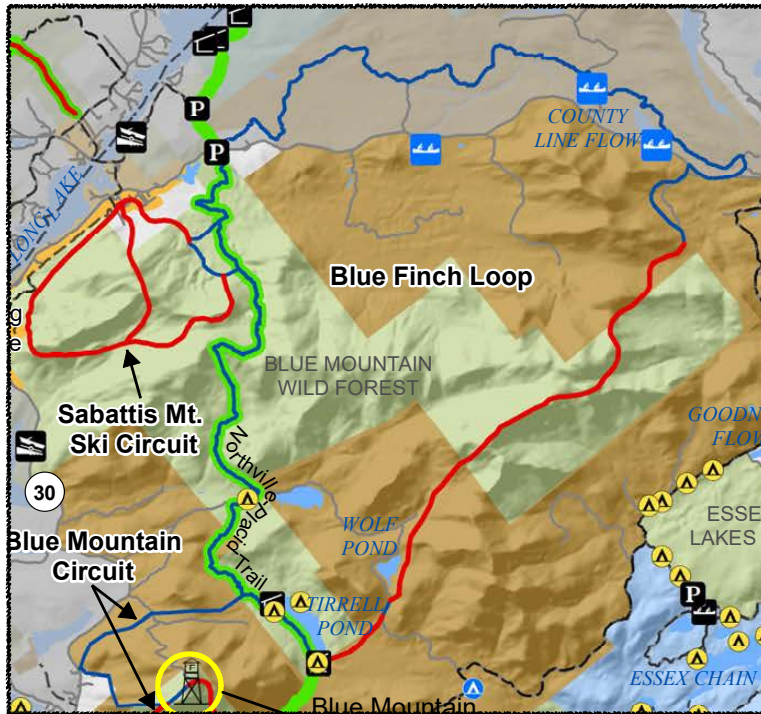 P
COUNTY
LINE FLOW
P
LONG LAKE
Blue Finch Loop
g
e
BLUE MOUNTAIN
WILD FOREST
Sabattis Mt.
Ski Circuit
GOODN
FLOW
Northville-Placid Trail
30
ESSE
LAKES
WOLF
POND
Blue Mountain
Circuit
P
TIRRELL
POND
F
ESSEX CHAIN
Blue Mountain